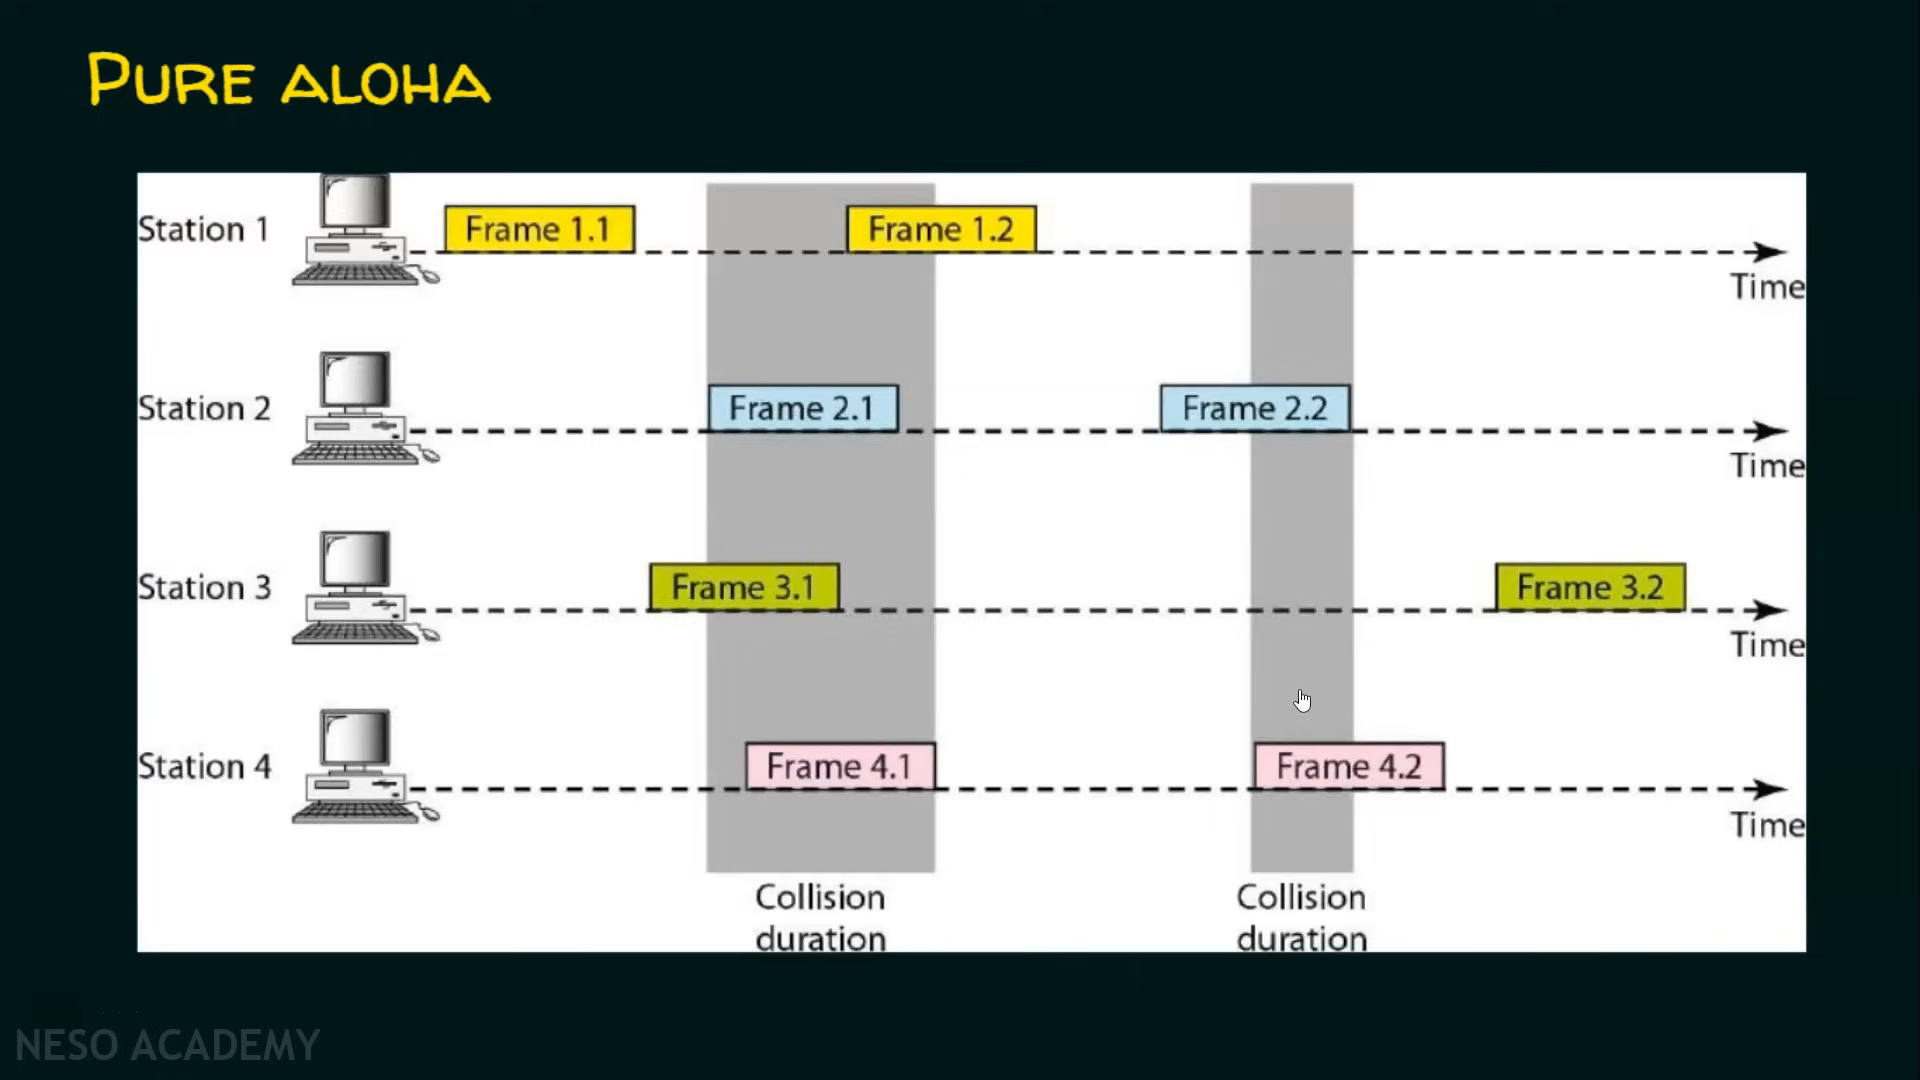 PURE ALOHA
Station 1
Frame 1.1
Frame 1.2
Time
Station 2
Frame 2.1
Frame 2.2
Time
Station 3
Frame 3.1
Frame 3.2
Time
Station 4
Frame 4.1
Frame 4.2
Time
Collision
duration
Collision
duration
NESO ACADEMY